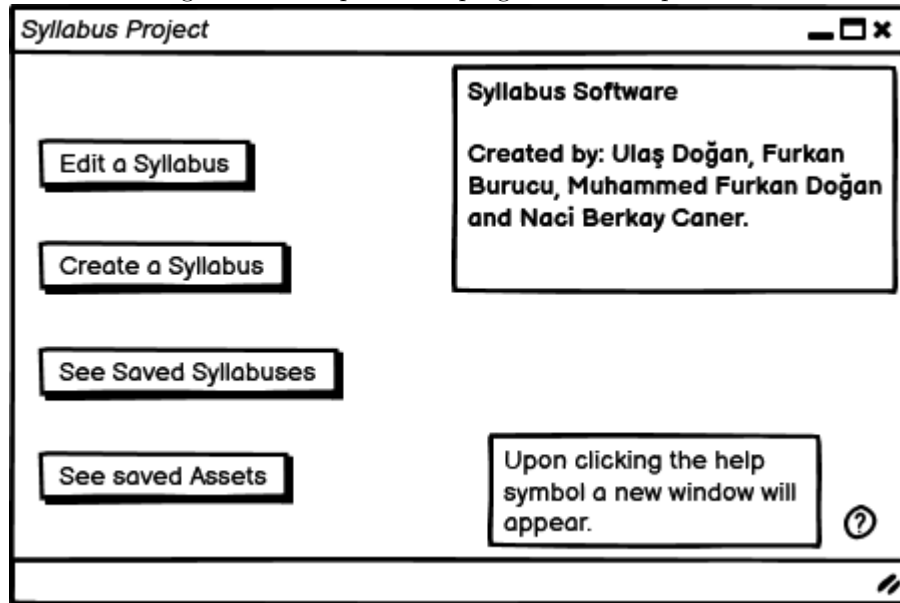 Syllabus Project
Syllabus Software
Created by: Ulaş Doğan, Furkan
Burucu, Muhammed Furkan Doğan
and Naci Berkay Caner.
Edit a Syllabus
Create a Syllabus
See Saved Syllabuses
See saved Assets
Upon clicking the help
symbol a new window will
appear.
?